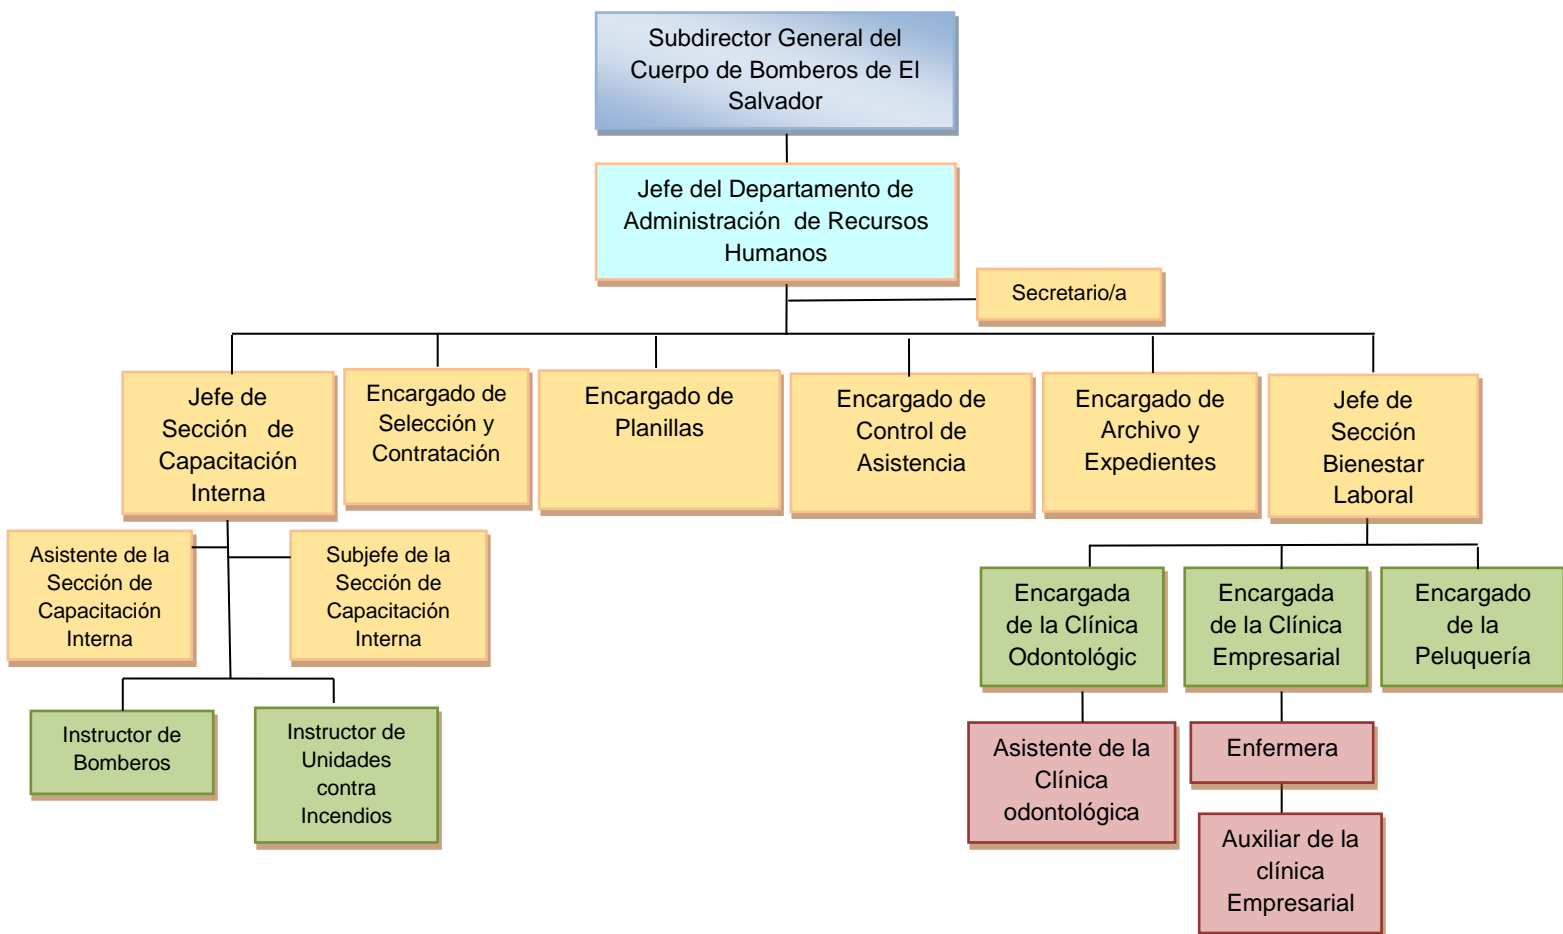 Subdirector General del
Cuerpo de Bomberos de El
Salvador
Jefe del Departamento de
Administración de Recursos
Humanos
Secretario/a
Jefe de
Sección de
Capacitación
Interna
Encargado de
Selección y
Contratación
Encargado de
Planillas
Encargado de
Control de
Asistencia
Encargado de
Archivo y
Expedientes
Jefe de
Sección
Bienestar
Laboral
Asistente de la
Sección de
Capacitación
Interna
Subjefe de la
Sección de
Capacitación
Interna
Encargada
de la Clínica
Odontológic
Encargada
de la Clínica
Empresarial
Encargado
de la
Peluquería
Instructor de
Bomberos
Instructor de
Unidades
contra
Incendios
Asistente de la
Clínica
odontológica
Enfermera
Auxiliar de la
clínica
Empresarial